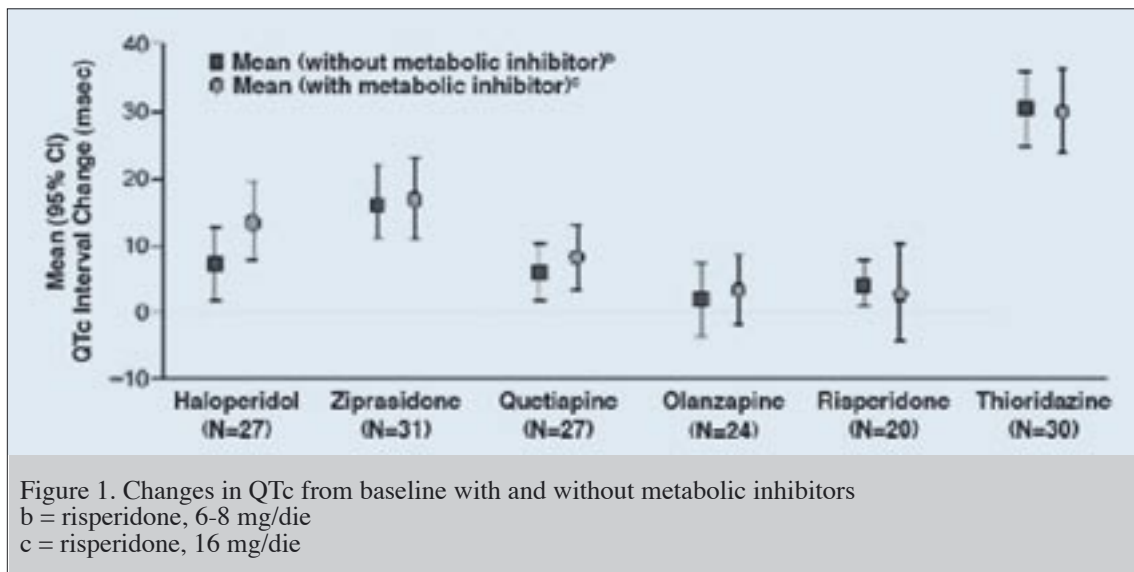 40
30
20
10
0
−10
Mean (95% CI)
QTc Interval Change (msec)
Mean (without metabolic inhibitor)ᵇ
Mean (with metabolic inhibitor)ᶜ
Haloperidol Ziprasidone Quetiapine Olanzapine Risperidone Thioridazine
(N=27) (N=31) (N=27) (N=24) (N=20) (N=30)
Figure 1. Changes in QTc from baseline with and without metabolic inhibitors
b = risperidone, 6-8 mg/die
c = risperidone, 16 mg/die